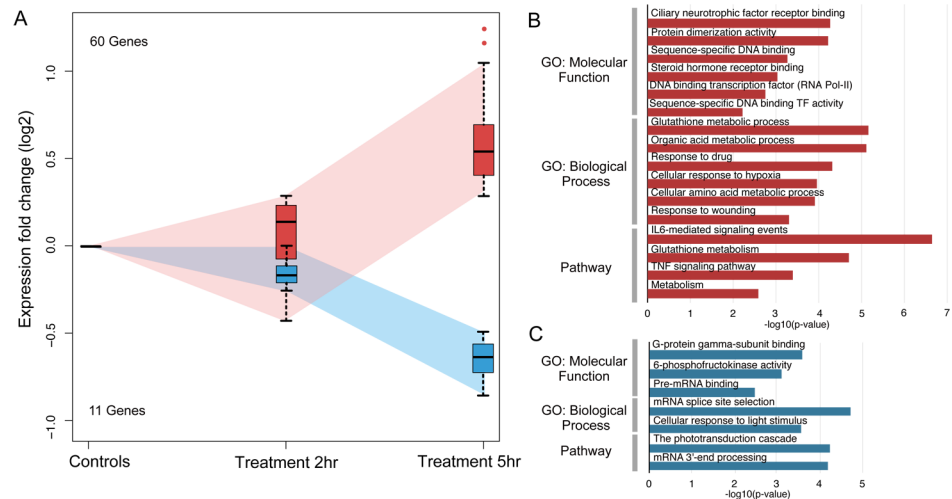 A
60 Genes
Expression fold change (log2)
1.0
0.5
0.0
−0.5
−1.0
11 Genes
Controls
Treatment 2hr
Treatment 5hr
B
GO: Molecular
Function
Ciliary neurotrophic factor receptor binding
Protein dimerization activity
Sequence-specific DNA binding
Steroid hormone receptor binding
DNA binding transcription factor (RNA Pol-II)
Sequence-specific DNA binding TF activity
GO: Biological
Process
Glutathione metabolic process
Organic acid metabolic process
Response to drug
Cellular response to hypoxia
Cellular amino acid metabolic process
Response to wounding
Pathway
IL6-mediated signaling events
Glutathione metabolism
TNF signaling pathway
Metabolism
0 1 2 3 4 5 6 7
-log10(p-value)
C
GO: Molecular
Function
G-protein gamma-subunit binding
6-phosphofructokinase activity
Pre-mRNA binding
GO: Biological
Process
mRNA splice site selection
Cellular response to light stimulus
Pathway
The phototransduction cascade
mRNA 3'-end processing
0 1 2 3 4 5
-log10(p-value)